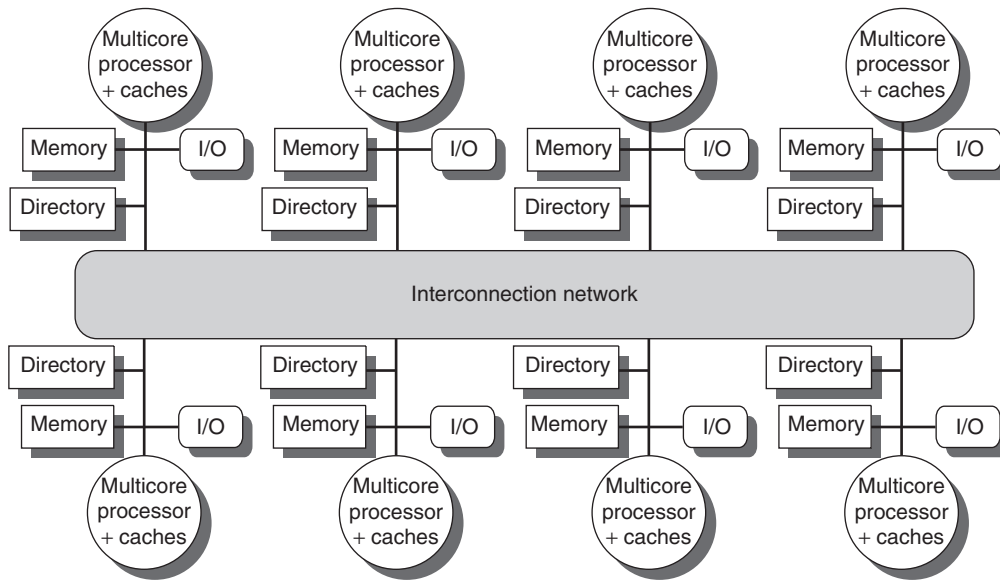 Multicore
processor
+ caches
Multicore
processor
+ caches
Multicore
processor
+ caches
Multicore
processor
+ caches
Memory
I/O
Memory
I/O
Memory
I/O
Memory
I/O
Directory
Directory
Directory
Directory
Interconnection network
Directory
Directory
Directory
Directory
Memory
I/O
Memory
I/O
Memory
I/O
Memory
I/O
Multicore
processor
+ caches
Multicore
processor
+ caches
Multicore
processor
+ caches
Multicore
processor
+ caches